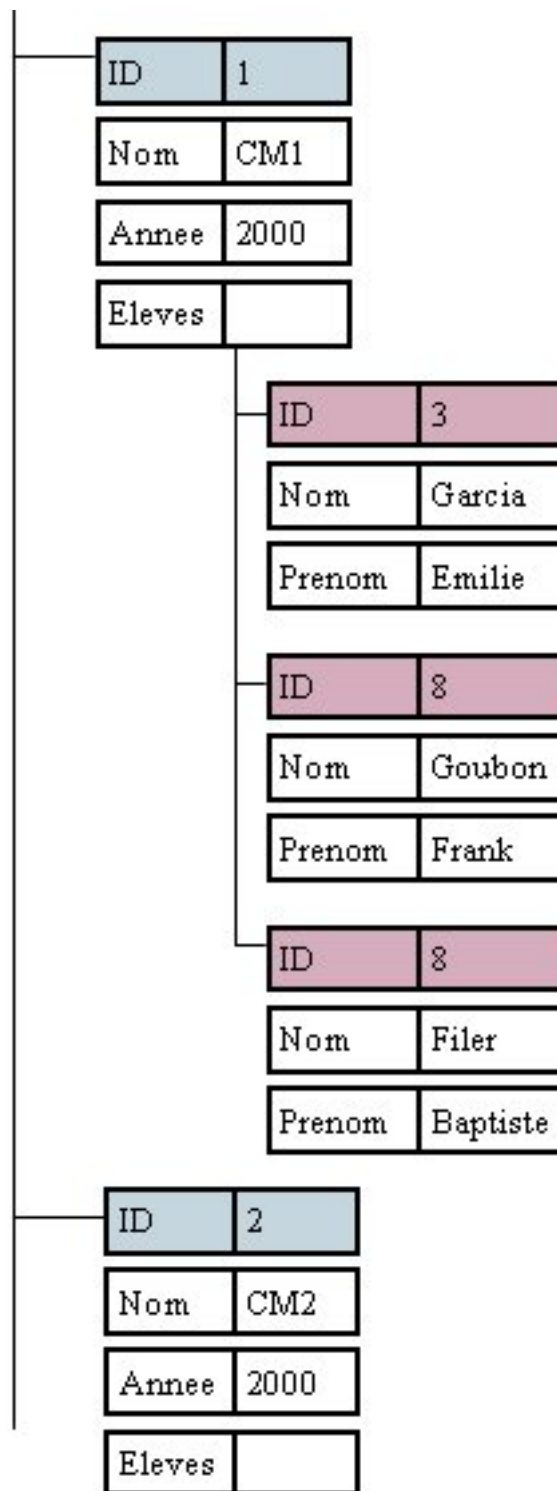 ID 1
Nom CM1
Annee 2000
Eleves
ID 3
Nom Garcia
Prenom Emilie
ID 8
Nom Goubon
Prenom Frank
ID 8
Nom Filer
Prenom Baptiste
ID 2
Nom CM2
Annee 2000
Eleves